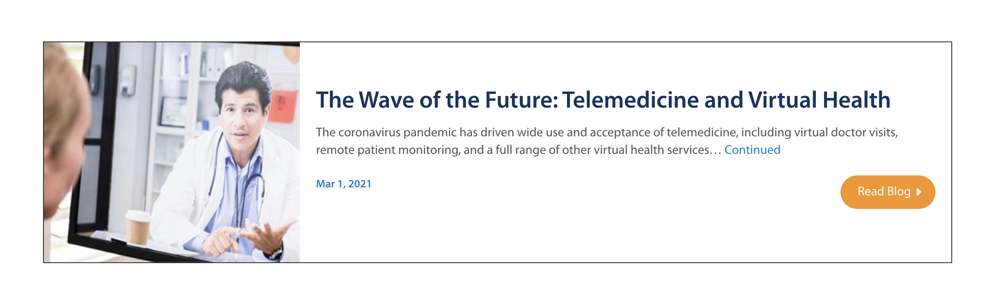 The Wave of the Future: Telemedicine and Virtual Health
The coronavirus pandemic has driven wide use and acceptance of telemedicine, including virtual doctor visits,
remote patient monitoring, and a full range of other virtual health services… Continued
Mar 1, 2021
Read Blog